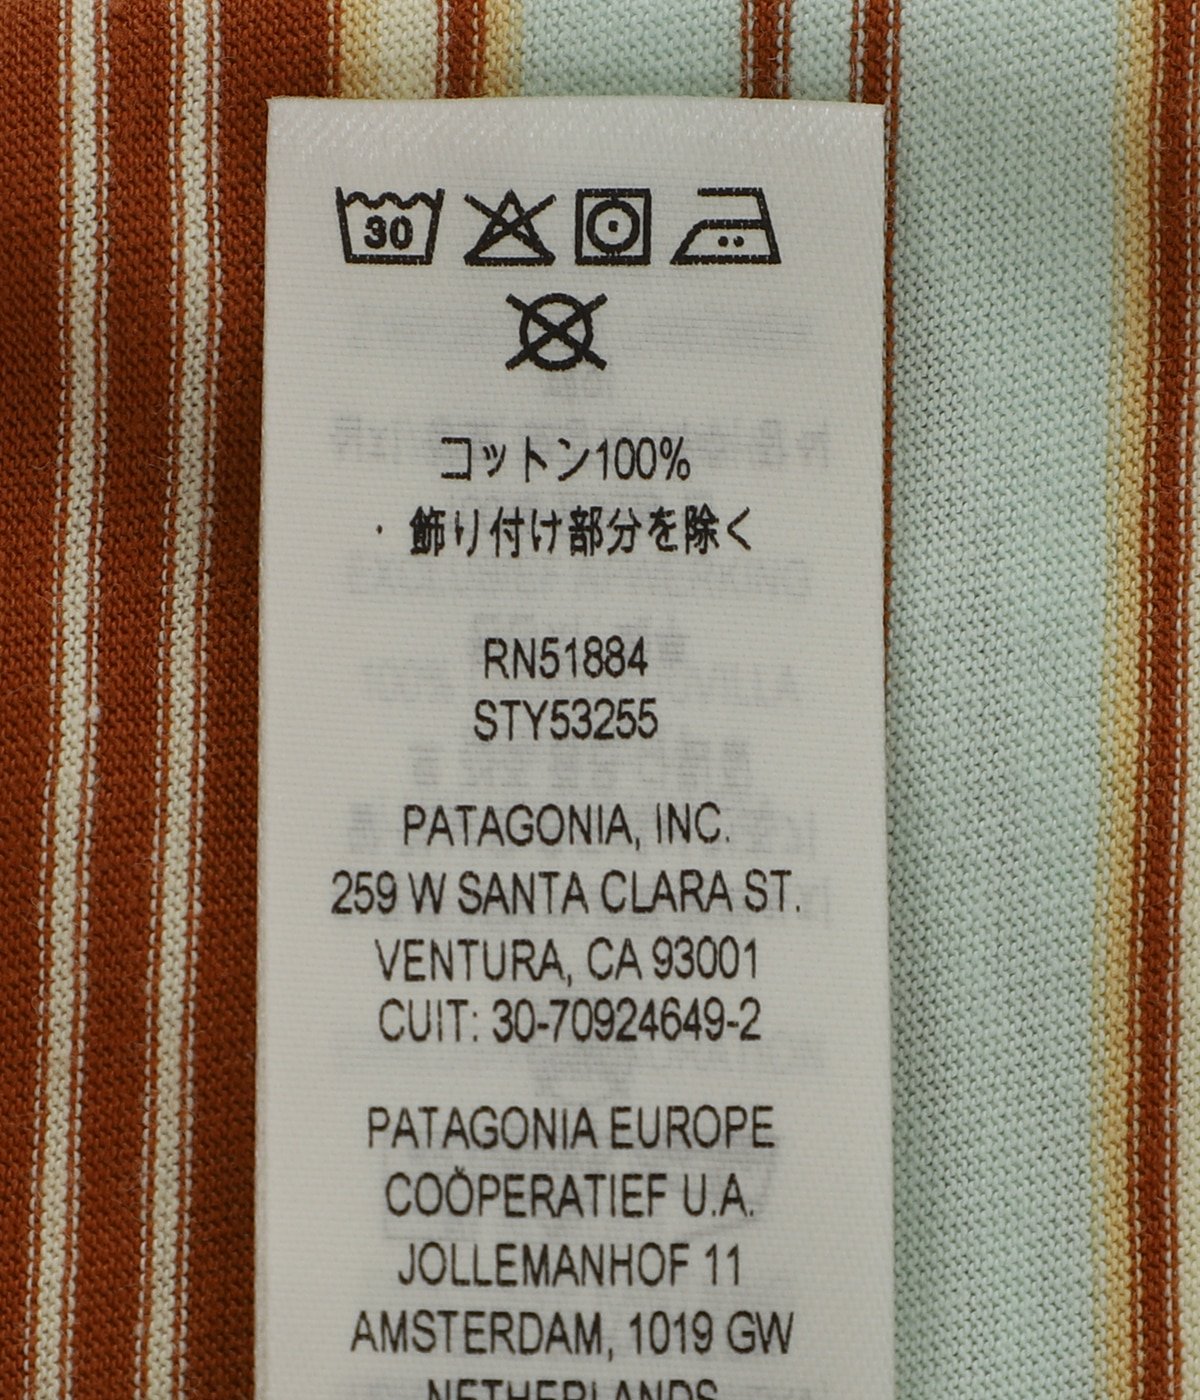 30
コットン100%
・飾り付け部分を除く
RN51884
STY53255
PATAGONIA, INC.
259 W SANTA CLARA ST.
VENTURA, CA 93001
CUIT: 30-70924649-2
PATAGONIA EUROPE
COÖPERATIEF U.A.
JOLLEMANHOF 11
AMSTERDAM, 1019 GW
NETHERLANDS